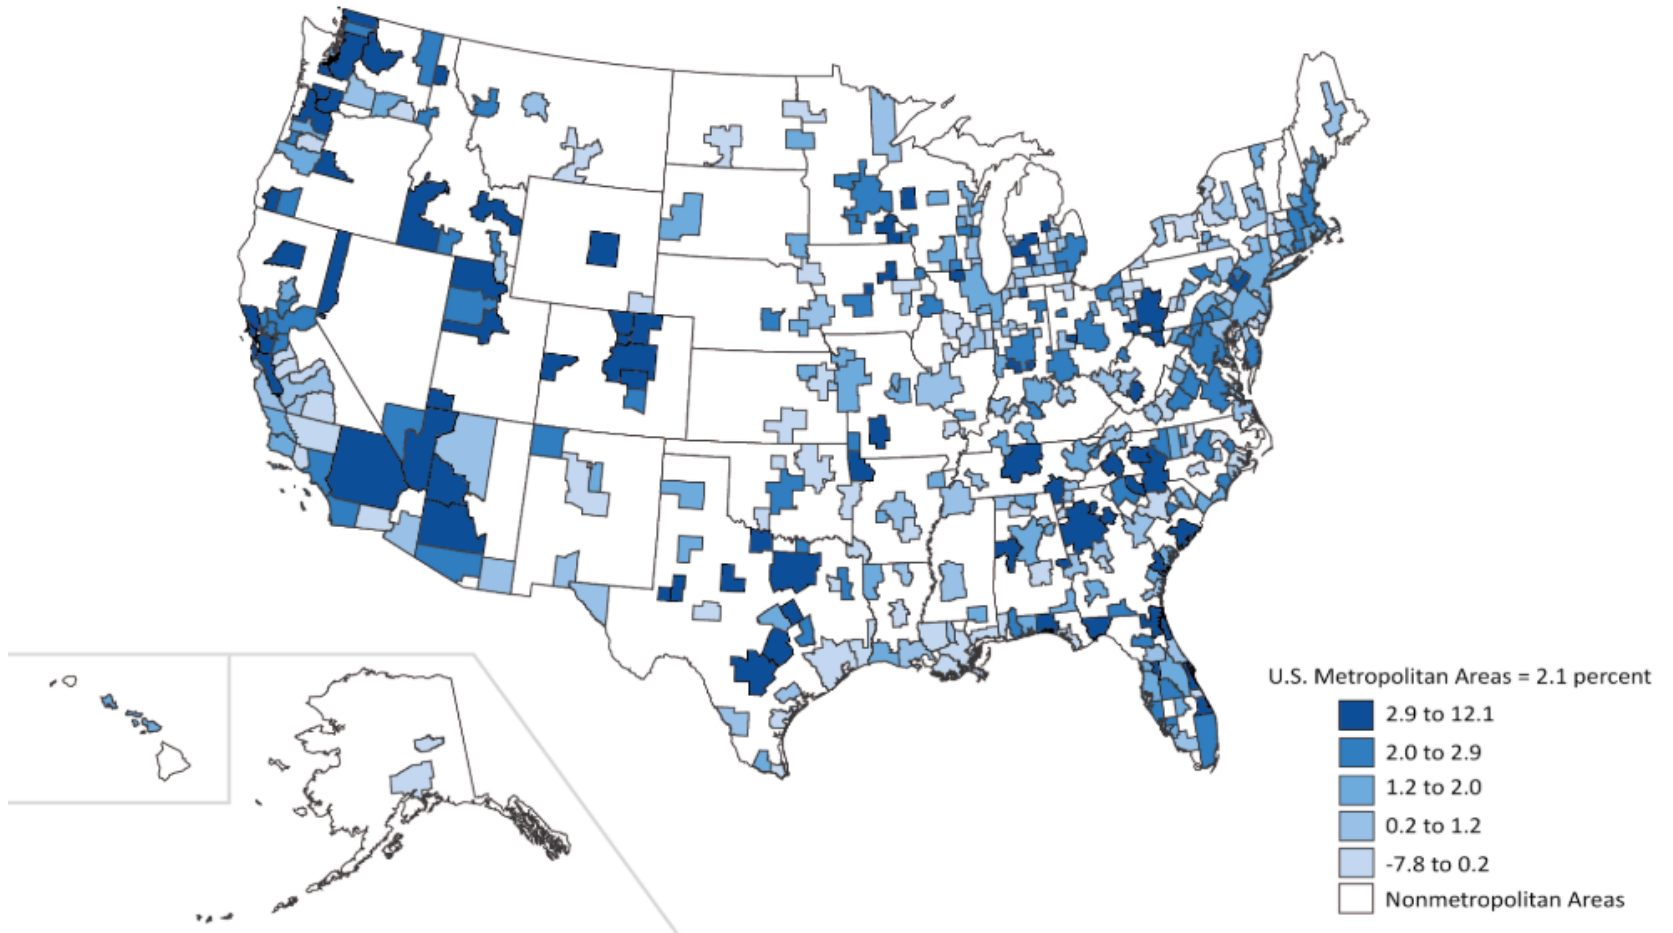 U.S. Metropolitan Areas = 2.1 percent
2.9 to 12.1
2.0 to 2.9
1.2 to 2.0
0.2 to 1.2
-7.8 to 0.2
Nonmetropolitan Areas